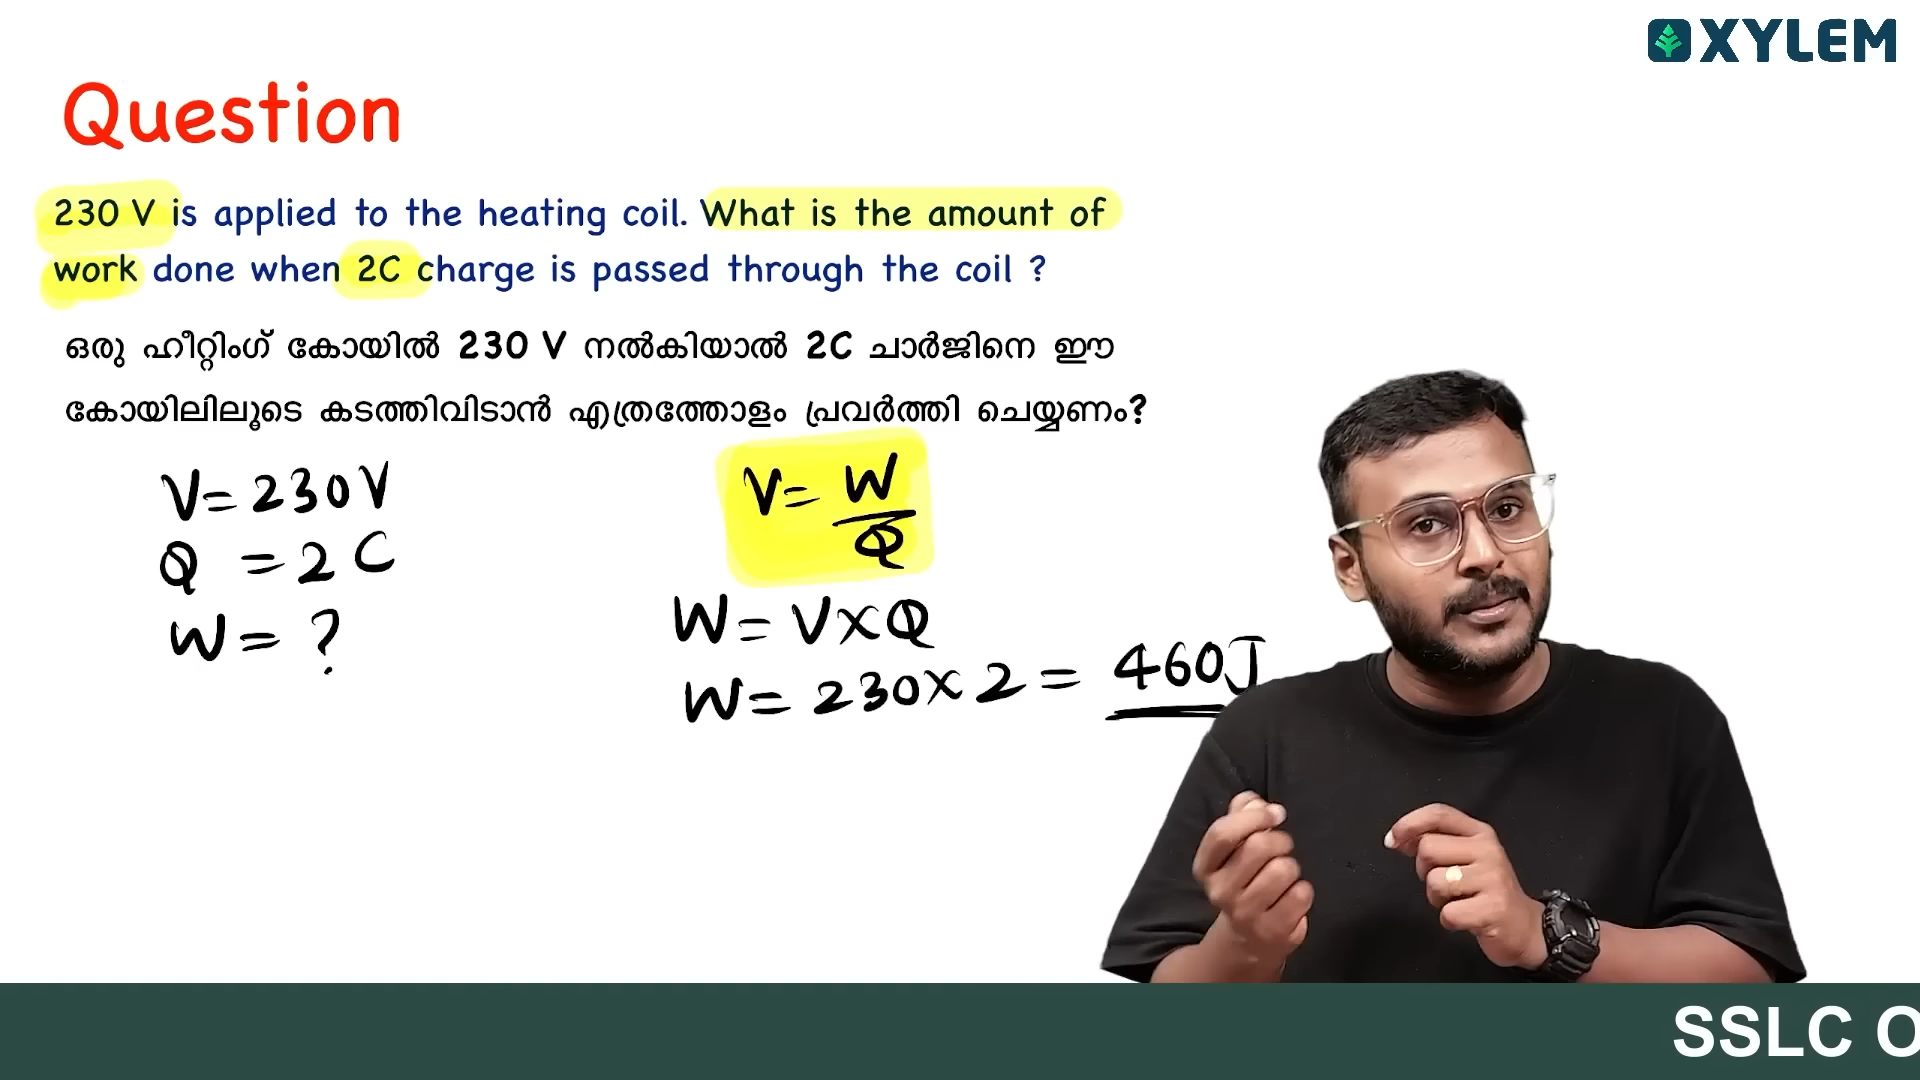 XYLEM
Question
230 V is applied to the heating coil. What is the amount of
work done when 2C charge is passed through the coil ?
ഒരു ഹീറ്റിംഗ് കോയിൽ 230 V നൽകിയാൽ 2C ചാർജിനെ ഈ
കോയിലിലൂടെ കടത്തിവിടാൻ എത്രത്തോളം പ്രവർത്തി ചെയ്യണം?
V = 230V
Q = 2 C
W = ?
V = W/Q
W = V×Q
W = 230×2 = 460J
SSLC O